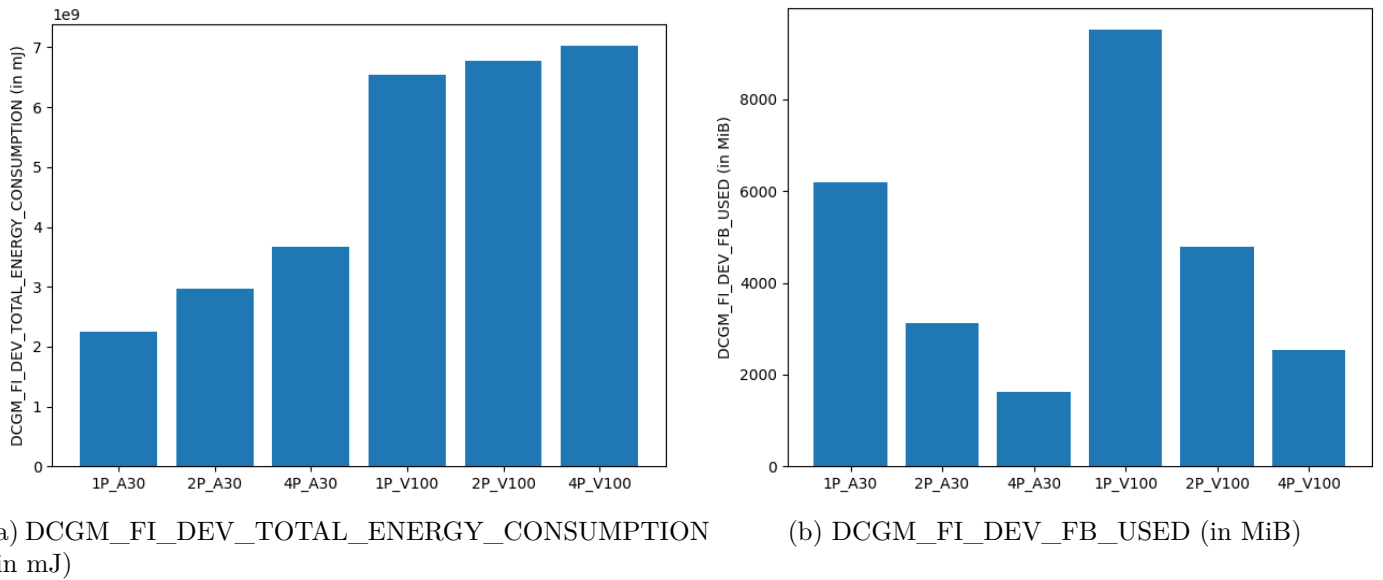 1e9
DCGM_FI_DEV_TOTAL_ENERGY_CONSUMPTION (in mJ)
7
6
5
4
3
2
1
0
1P_A30 2P_A30 4P_A30 1P_V100 2P_V100 4P_V100
a) DCGM_FI_DEV_TOTAL_ENERGY_CONSUMPTION
in mJ)
DCGM_FI_DEV_FB_USED (in MiB)
8000
6000
4000
2000
0
1P_A30 2P_A30 4P_A30 1P_V100 2P_V100 4P_V100
(b) DCGM_FI_DEV_FB_USED (in MiB)